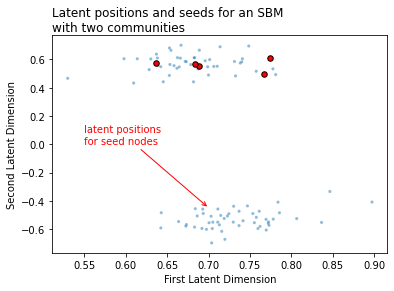 Latent positions and seeds for an SBM
with two communities
Second Latent Dimension
0.6
0.4
0.2
0.0
−0.2
−0.4
−0.6
latent positions
for seed nodes
0.55
0.60
0.65
0.70
0.75
0.80
0.85
0.90
First Latent Dimension